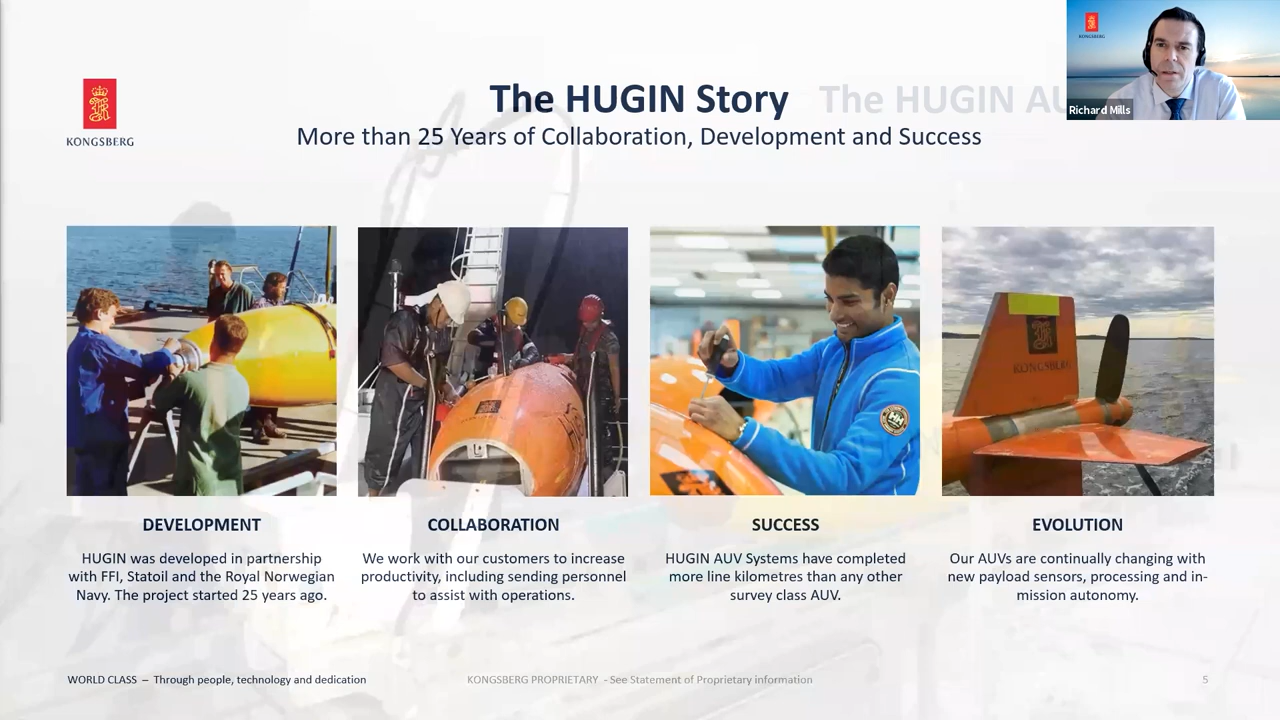 The HUGIN Story
The HUGIN AU
More than 25 Years of Collaboration, Development and Success
KONGSBERG
KONGSBERG
Richard Mills
KONGSBERG
DEVELOPMENT
HUGIN was developed in partnership
with FFI, Statoil and the Royal Norwegian
Navy. The project started 25 years ago.
COLLABORATION
We work with our customers to increase
productivity, including sending personnel
to assist with operations.
SUCCESS
HUGIN AUV Systems have completed
more line kilometres than any other
survey class AUV.
EVOLUTION
Our AUVs are continually changing with
new payload sensors, processing and in-
mission autonomy.
WORLD CLASS – Through people, technology and dedication
KONGSBERG PROPRIETARY - See Statement of Proprietary information
5